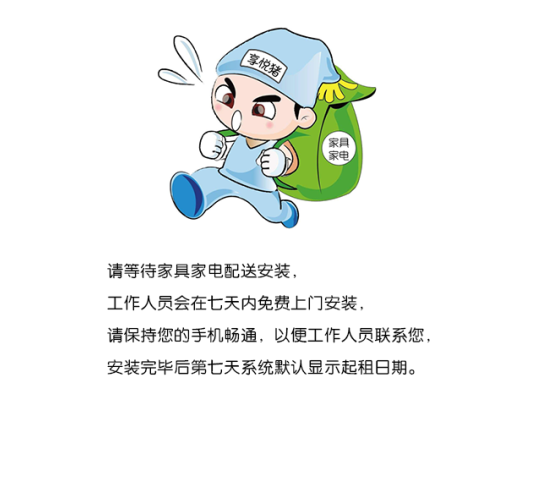 享悦猪
家具
家电
请等待家具家电配送安装，
工作人员会在七天内免费上门安装，
请保持您的手机畅通，以便工作人员联系您，
安装完毕后第七天系统默认显示起租日期。